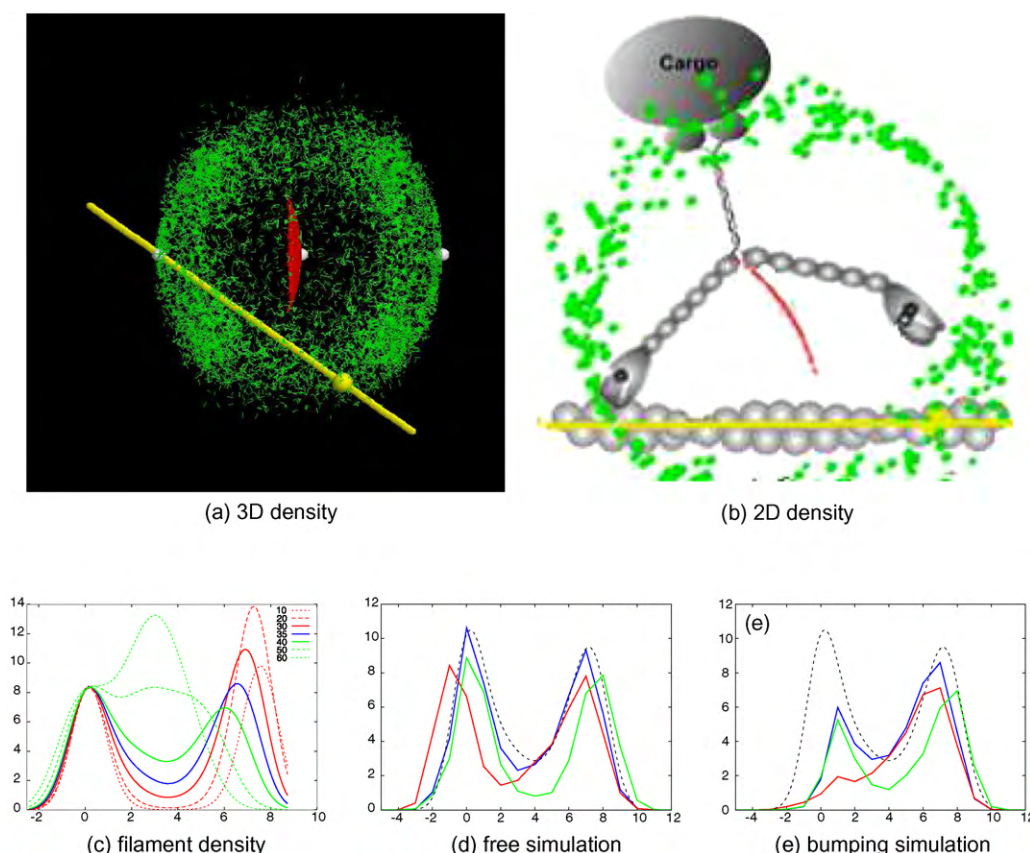 Cargo
(a) 3D density
(b) 2D density
14
12
10
8
6
4
2
0
-2 0 2 4 6 8 10
10
20
30
35
40
50
60
(c) filament density
12
10
8
6
4
2
0
-4 -2 0 2 4 6 8 10 12
(d) free simulation
(e)
12
10
8
6
4
2
0
-4 -2 0 2 4 6 8 10 12
(e) bumping simulation